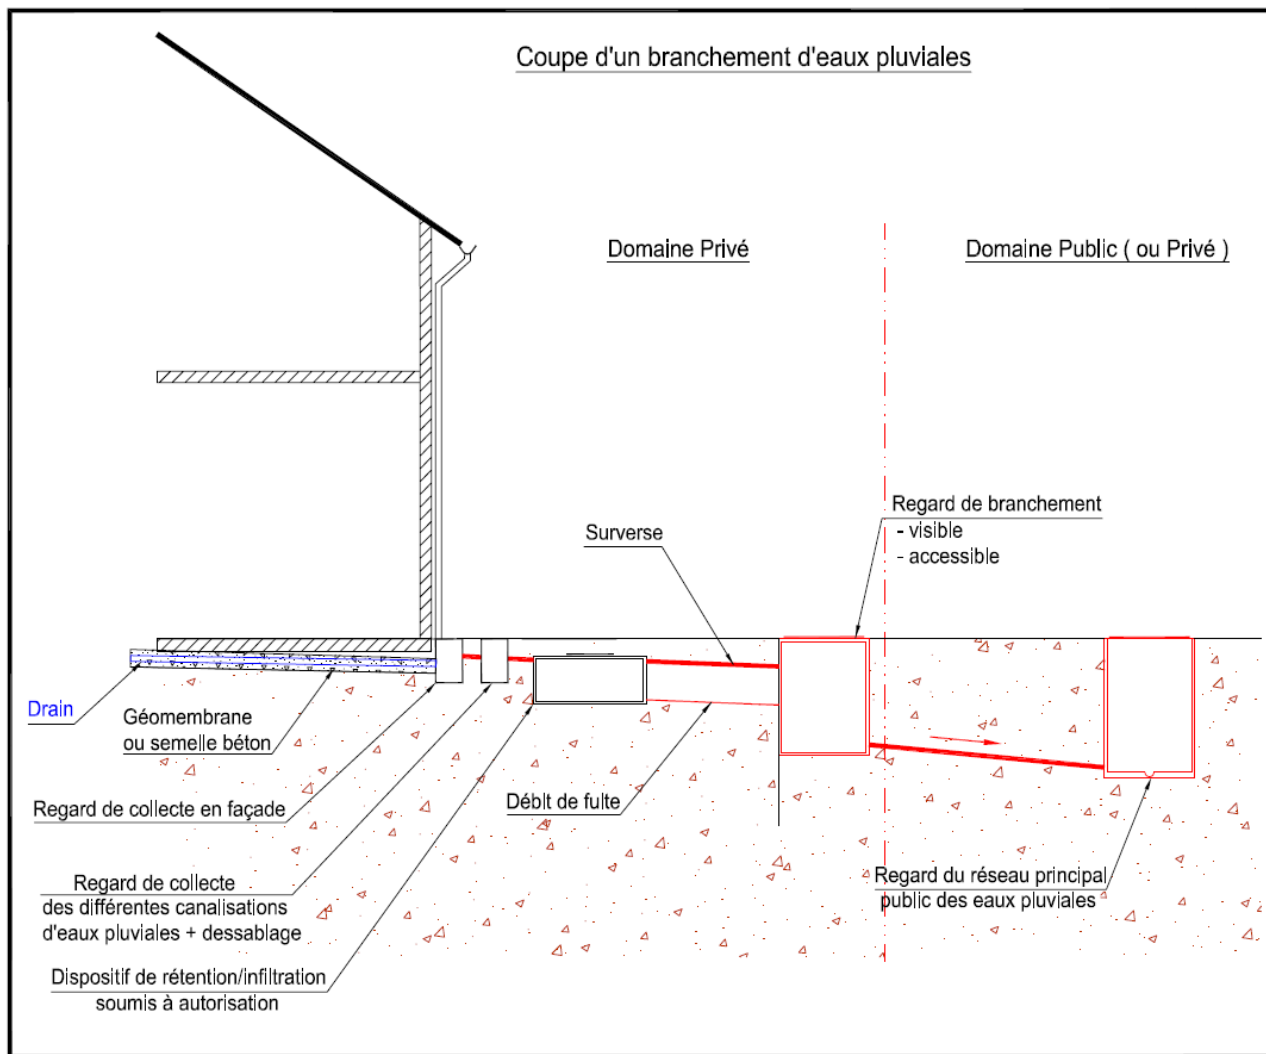 Coupe d'un branchement d'eaux pluviales
Domaine Privé
Domaine Public ( ou Privé )
Regard de branchement
- visible
- accessible
Surverse
Drain
Géomembrane
ou semelle béton
Regard de collecte en façade
Débit de fuite
Regard de collecte
des différentes canalisations
d'eaux pluviales + dessablage
Regard du réseau principal
public des eaux pluviales
Dispositif de rétention/infiltration
soumis à autorisation